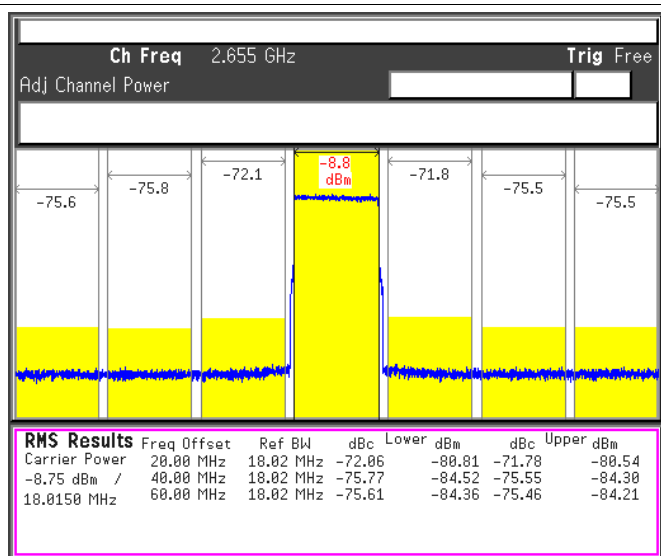 Ch Freq 2.655 GHz Trig Free
Adj Channel Power
-75.6 -75.8 -72.1 -8.8 dBm -71.8 -75.5 -75.5
RMS Results Freq Offset Ref BW dBc Lower dBm dBc Upper dBm
Carrier Power 20.00 MHz 18.02 MHz -72.06 -80.81 -71.78 -80.54
-8.75 dBm / 40.00 MHz 18.02 MHz -75.77 -84.52 -75.55 -84.30
18.0150 MHz 60.00 MHz 18.02 MHz -75.61 -84.36 -75.46 -84.21